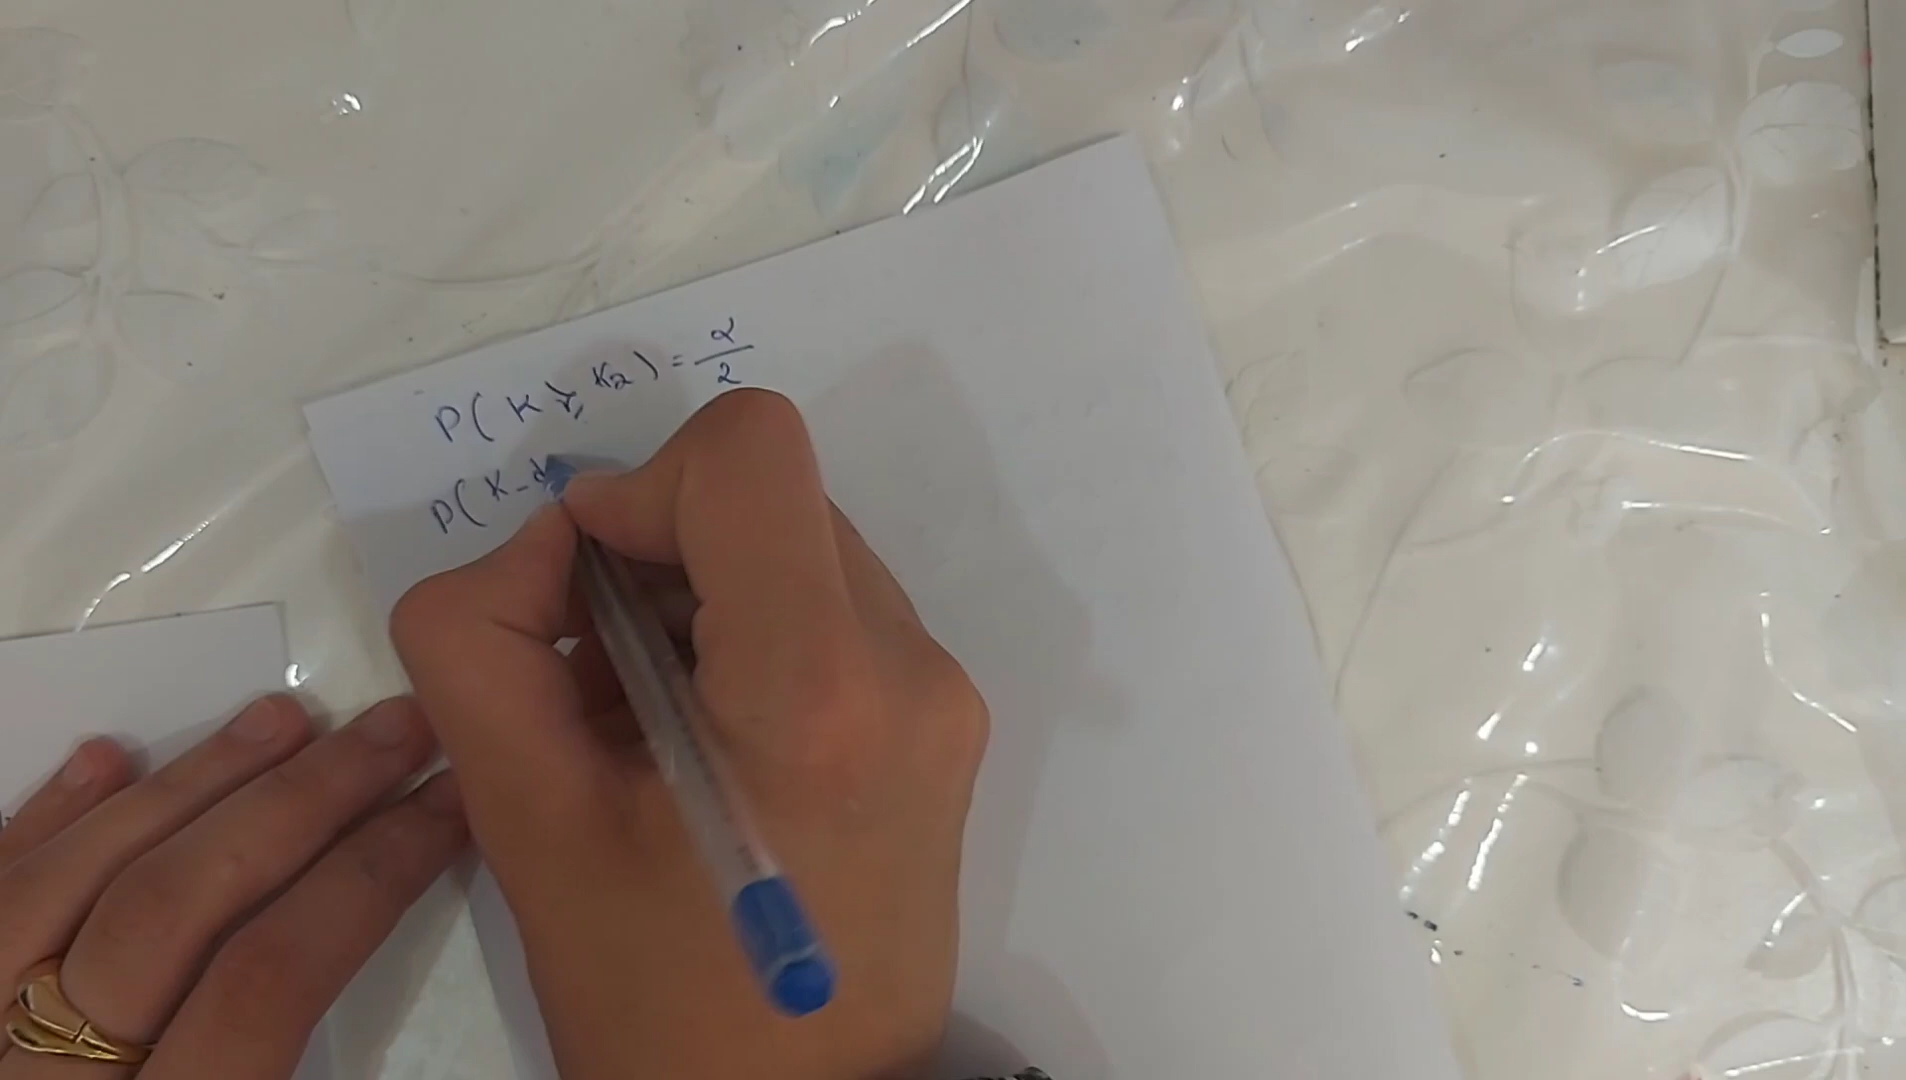 P( K ⩾ K₂ ) = α/2
P( K - d